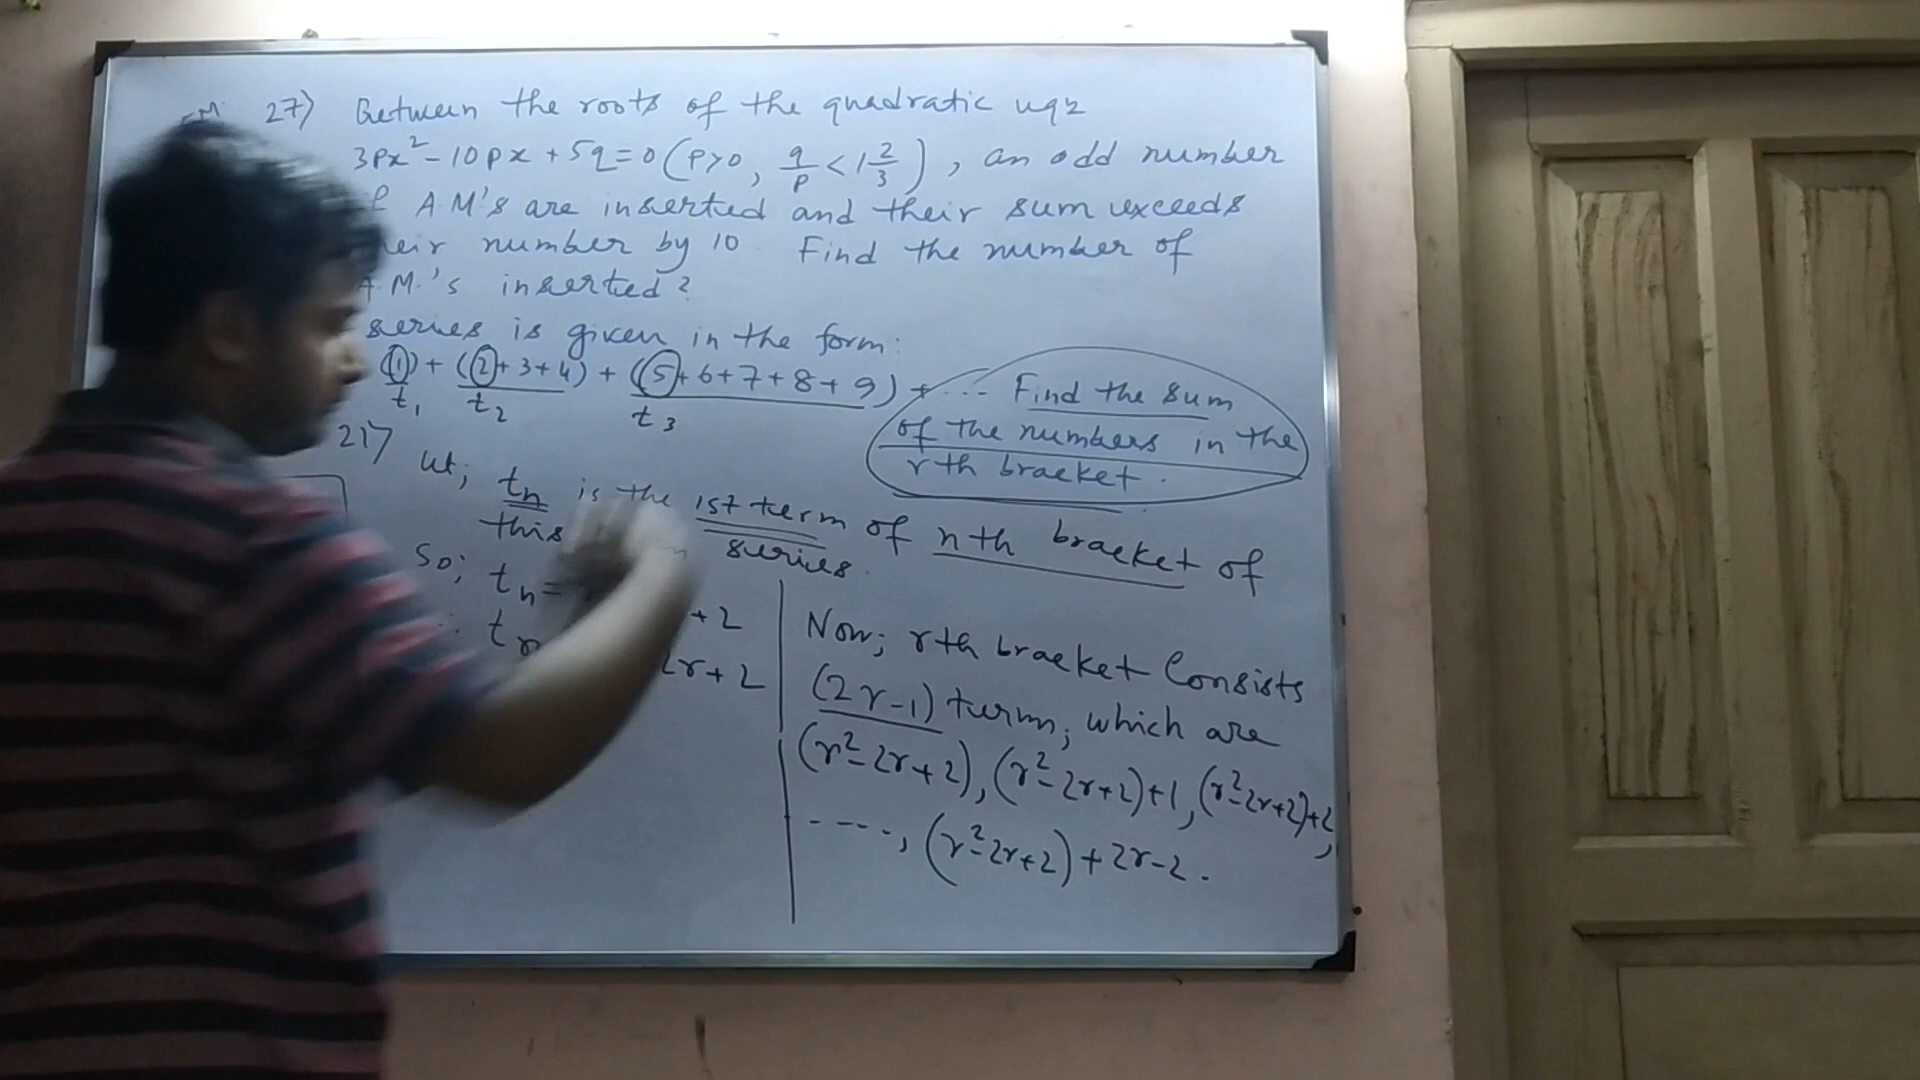 27) Between the roots of the quadratic uqz
3px² - 10px + 5q = 0 (p>0, q/p < 1 2/3), an odd number
A.M's are inserted and their sum exceeds
number by 10. Find the number of
A.M.'s inserted?
series is given in the form:
(1) + (2+3+4) + (5+6+7+8+9) + ... Find the sum
of the numbers in the
rth bracket.
t₁ t₂ t₃
21)
Let; tₙ is the 1st term of nth bracket of
this series.
So; tₙ =
+2
2r+2
Now; rth bracket Consists
(2r-1) terms, which are
(r²-2r+2), (r²-2r+2)+1, (r²-2r+2)+2,
----, (r²-2r+2)+2r-2.